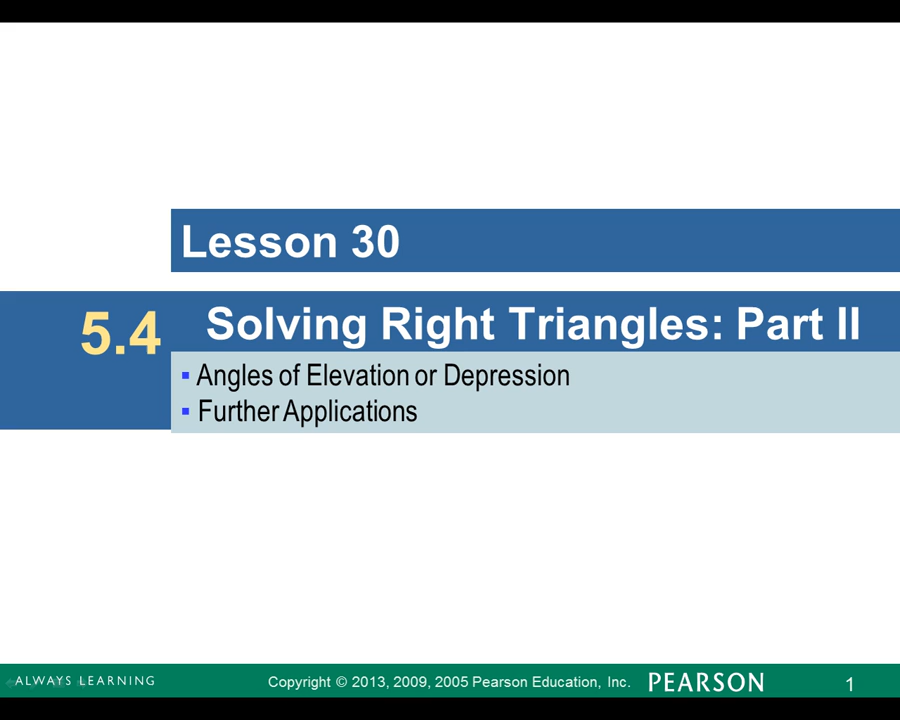 Lesson 30
5.4 Solving Right Triangles: Part II
▪ Angles of Elevation or Depression
▪ Further Applications
ALWAYS LEARNING Copyright © 2013, 2009, 2005 Pearson Education, Inc. PEARSON 1